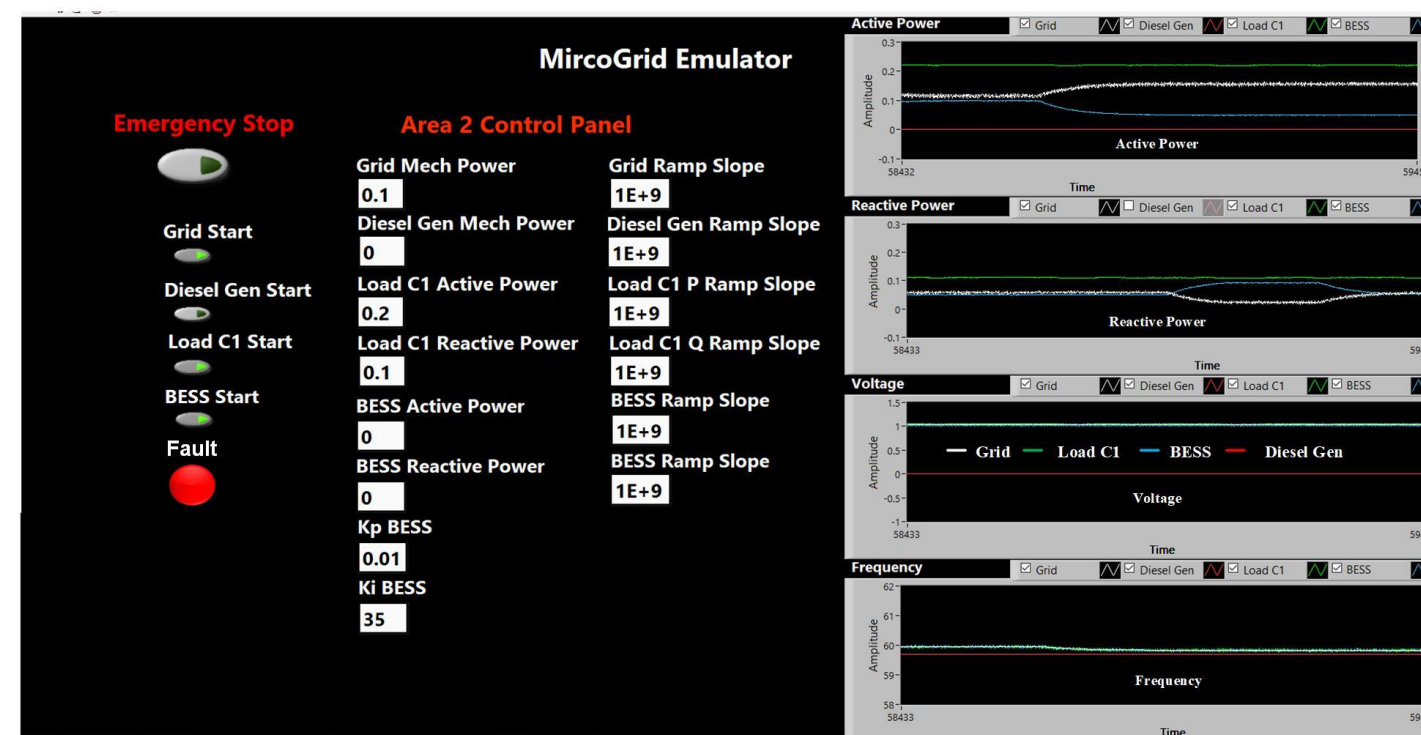 MircoGrid Emulator
Emergency Stop
Area 2 Control Panel
Grid Mech Power
Grid Ramp Slope
0.1
1E+9
Grid Start
Diesel Gen Mech Power
Diesel Gen Ramp Slope
0
1E+9
Diesel Gen Start
Load C1 Active Power
Load C1 P Ramp Slope
0.2
1E+9
Load C1 Start
Load C1 Reactive Power
Load C1 Q Ramp Slope
0.1
1E+9
BESS Start
BESS Active Power
BESS Ramp Slope
0
1E+9
Fault
BESS Reactive Power
BESS Ramp Slope
0
1E+9
Kp BESS
0.01
Ki BESS
35
Active Power
Grid
Diesel Gen
Load C1
BESS
0.3
0.2
0.1
0
-0.1
Amplitude
Active Power
58432
Time
Reactive Power
Grid
Diesel Gen
Load C1
BESS
0.3
0.2
0.1
0
-0.1
Amplitude
Reactive Power
58433
Time
Voltage
Grid
Diesel Gen
Load C1
BESS
1.5
1
0.5
0
-0.5
-1
Amplitude
Grid Load C1 BESS Diesel Gen
Voltage
58433
Time
Frequency
Grid
Diesel Gen
Load C1
BESS
62
61
60
59
58
Amplitude
Frequency
58433
Time